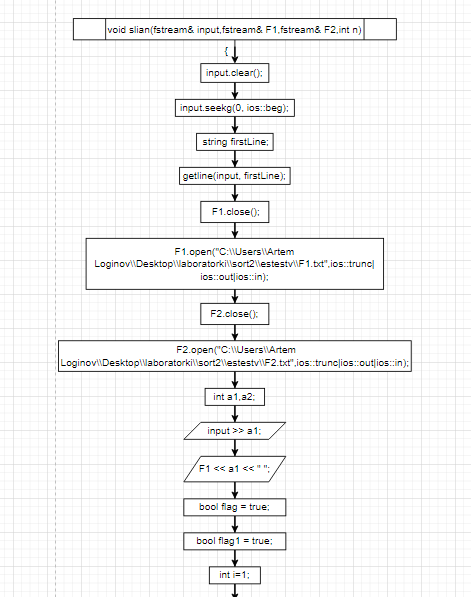 void slian(fstream& input,fstream& F1,fstream& F2,int n)
{
input.clear();
input.seekg(0, ios::beg);
string firstLine;
getline(input, firstLine);
F1.close();
F1.open("C:\\Users\\Artem
Loginov\\Desktop\\laboratorki\\sort2\\estestv\\F1.txt",ios::trunc|
ios::out|ios::in);
F2.close();
F2.open("C:\\Users\\Artem
Loginov\\Desktop\\laboratorki\\sort2\\estestv\\F2.txt",ios::trunc|ios::out|ios::in);
int a1,a2;
input >> a1;
F1 << a1 << " ";
bool flag = true;
bool flag1 = true;
int i=1;